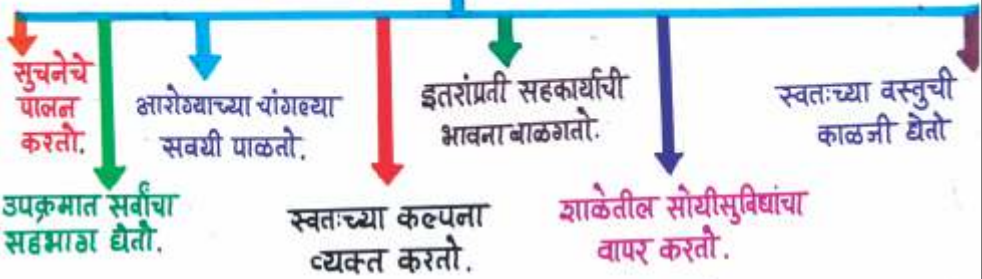 सुचनेचे
पालन
करतो.
उपक्रमात सर्वांचा
सहभाग घेतो.
आरोग्याच्या चांगल्या
सवयी पाळतो.
स्वतःच्या कल्पना
व्यक्त करतो.
इतरांप्रती सहकार्याची
भावना बाळगतो.
शाळेतील सोयीसुविधांचा
वापर करतो.
स्वतःच्या वस्तुची
काळजी घेतो